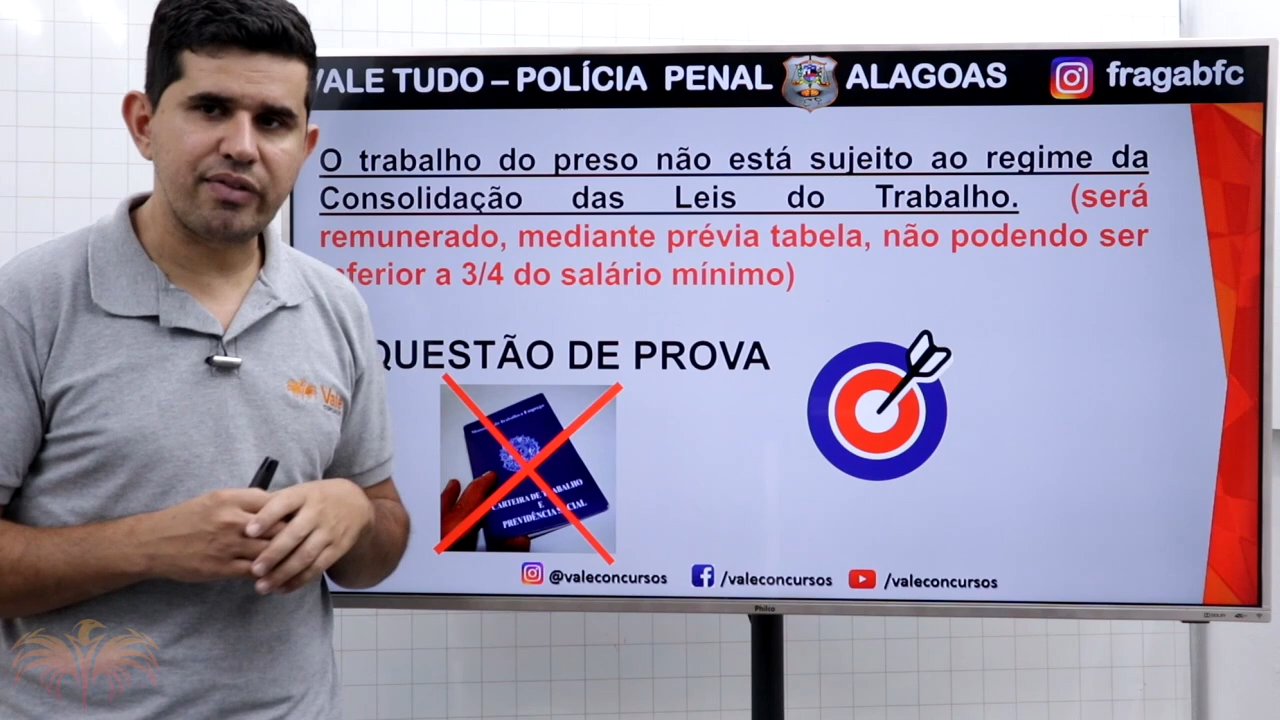 VALE TUDO – POLÍCIA PENAL ALAGOAS fragabfc
O trabalho do preso não está sujeito ao regime da
Consolidação das Leis do Trabalho. (será
remunerado, mediante prévia tabela, não podendo ser
inferior a 3/4 do salário mínimo)
QUESTÃO DE PROVA
CARTEIRA DE TRABALHO
E
PREVIDÊNCIA SOCIAL
Vale
@valeconcursos /valeconcursos /valeconcursos
Philco